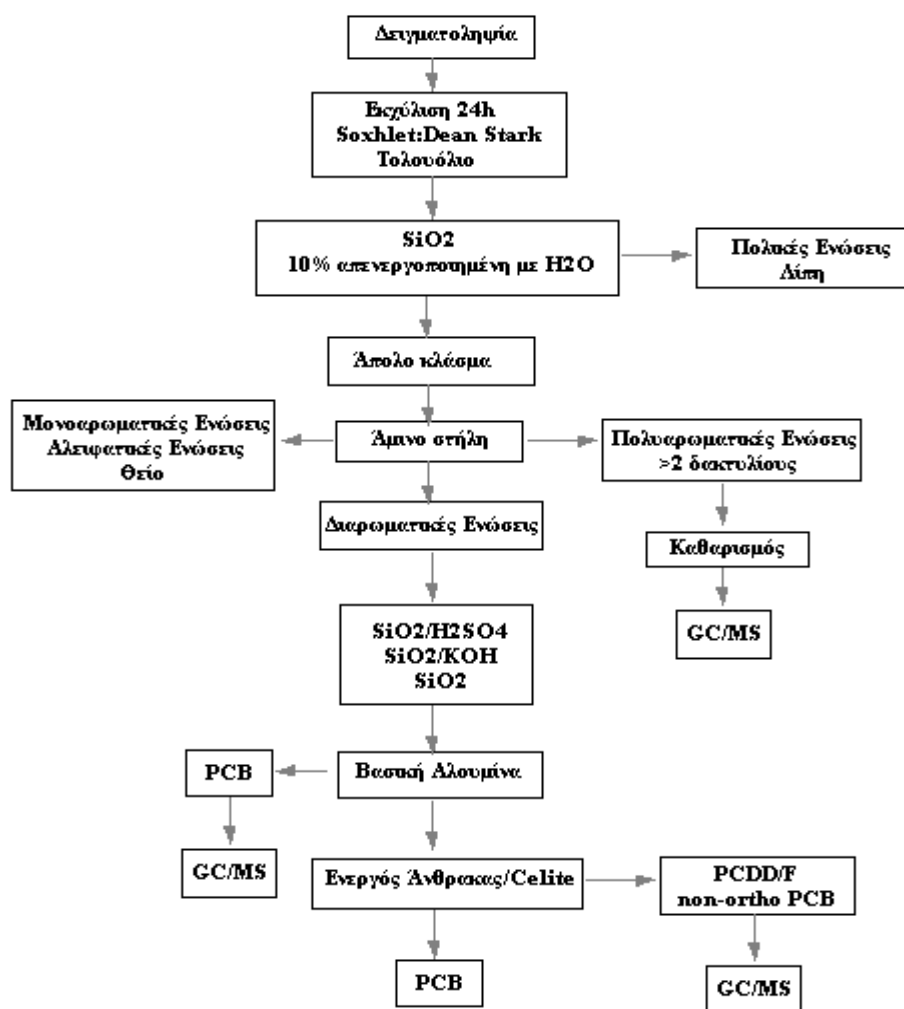 Δειγματοληψία
Εκχύλιση 24h
Soxhlet:Dean Stark
Τολουόλιο
SiO2
10% απενεργοποιημένη με H2O
Πολικές Ενώσεις
Λίπη
Άπολο κλάσμα
Μονοαρωματικές Ενώσεις
Αλειφατικές Ενώσεις
Θείο
Άμινο στήλη
Πολυαρωματικές Ενώσεις
>2 δακτυλίους
Διαρωματικές Ενώσεις
Καθαρισμός
GC/MS
SiO2/H2SO4
SiO2/KOH
SiO2
PCB
Βασική Αλουμίνα
GC/MS
Ενεργός Άνθρακας/Celite
PCDD/F
non-ortho PCB
PCB
GC/MS